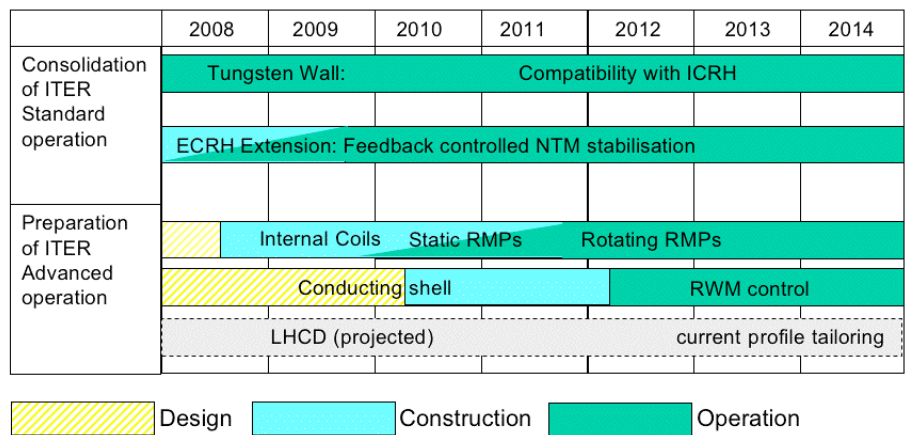 2008 2009 2010 2011 2012 2013 2014
Consolidation
of ITER
Standard
operation
Tungsten Wall: Compatibility with ICRH
ECRH Extension: Feedback controlled NTM stabilisation
Preparation
of ITER
Advanced
operation
Internal Coils Static RMPs Rotating RMPs
Conducting shell RWM control
LHCD (projected) current profile tailoring
Design Construction Operation